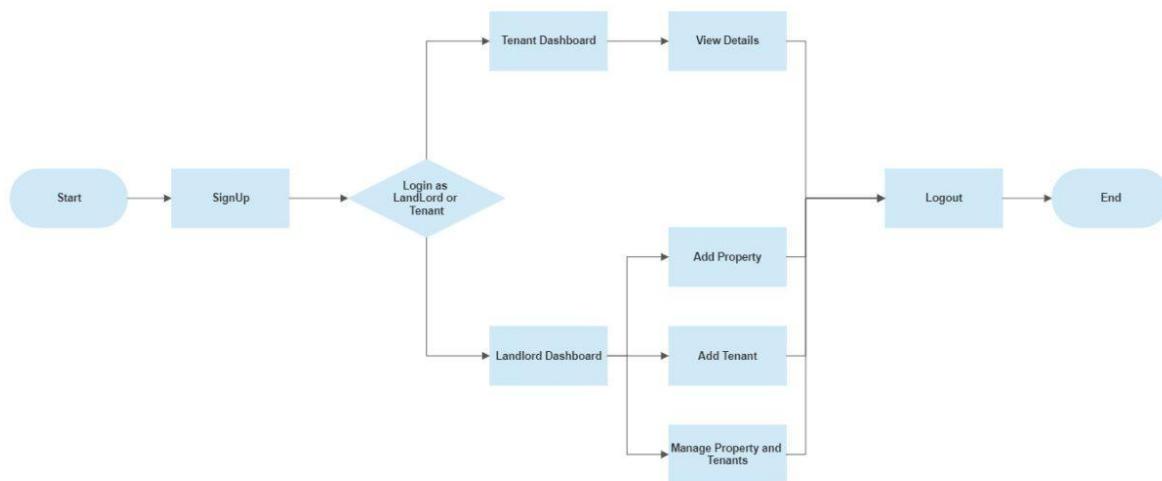 Tenant Dashboard
View Details
Start
SignUp
Login as
LandLord or
Tenant
Logout
End
Add Property
Landlord Dashboard
Add Tenant
Manage Property and
Tenants